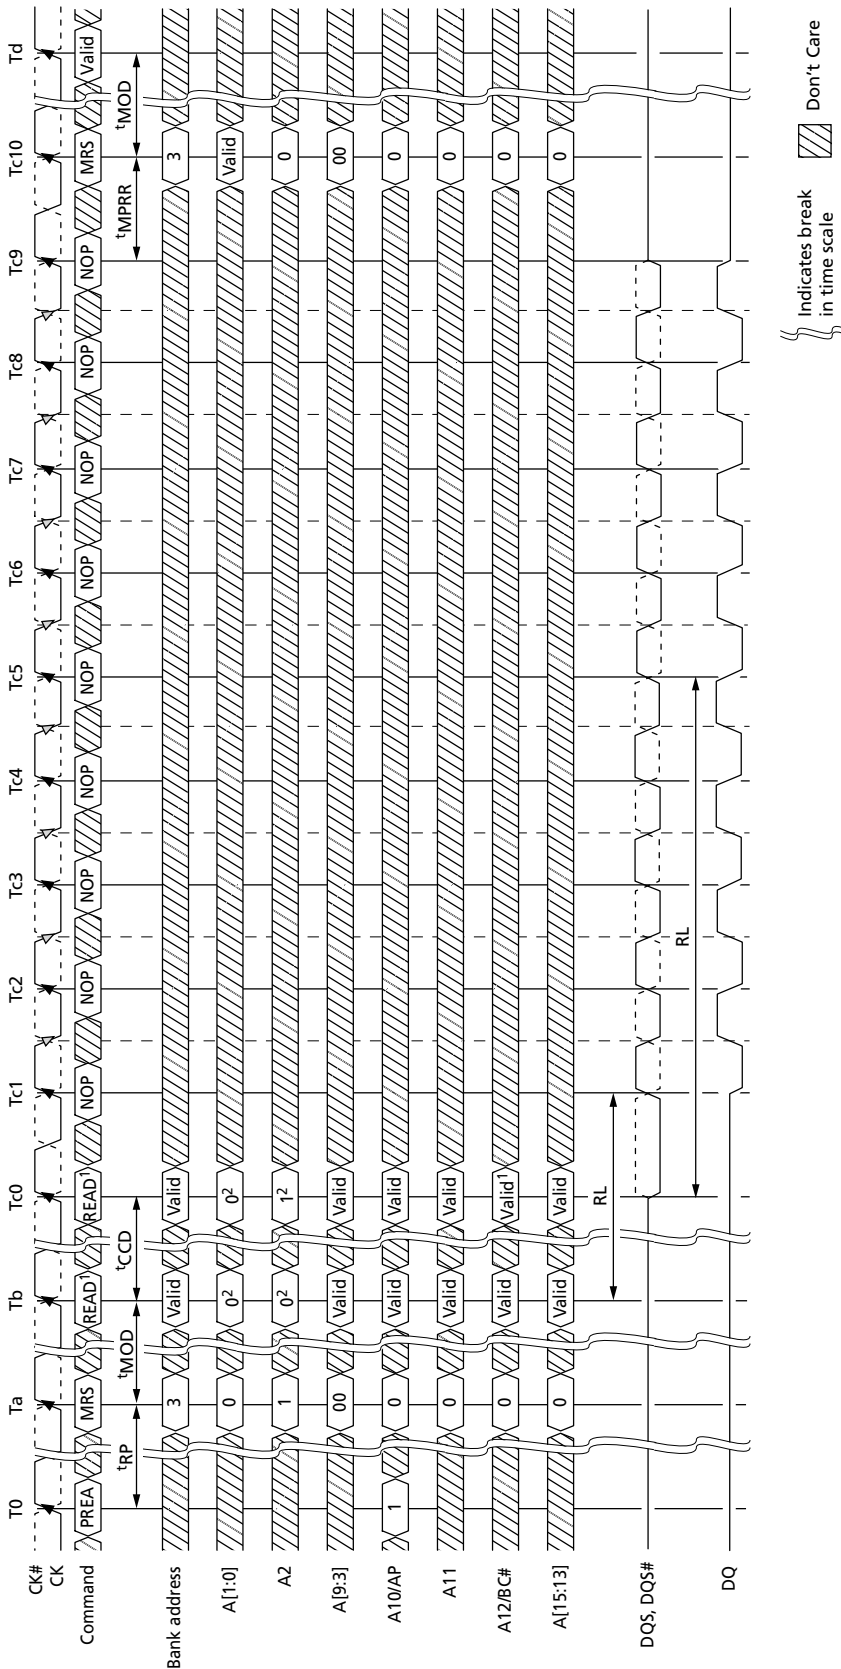 T0 Ta Tb Tc0 Tc1 Tc2 Tc3 Tc4 Tc5 Tc6 Tc7 Tc8 Tc9 Tc10 Td
CK#
CK
Command PREA MRS READ1 READ1 NOP NOP NOP NOP NOP NOP NOP NOP NOP MRS Valid
tRP tMOD tCCD tMPRR tMOD
Bank address 3 Valid Valid 3
A[1:0] 0 02 02 Valid
A2 1 02 12 0
A[9:3] 00 Valid Valid 00
A10/AP 1 0 Valid Valid 0
A11 0 Valid Valid 0
A12/BC# 0 Valid Valid1 0
A[15:13] 0 Valid Valid 0
RL
DQS, DQS#
RL
DQ
Indicates break
in time scale
Don't Care